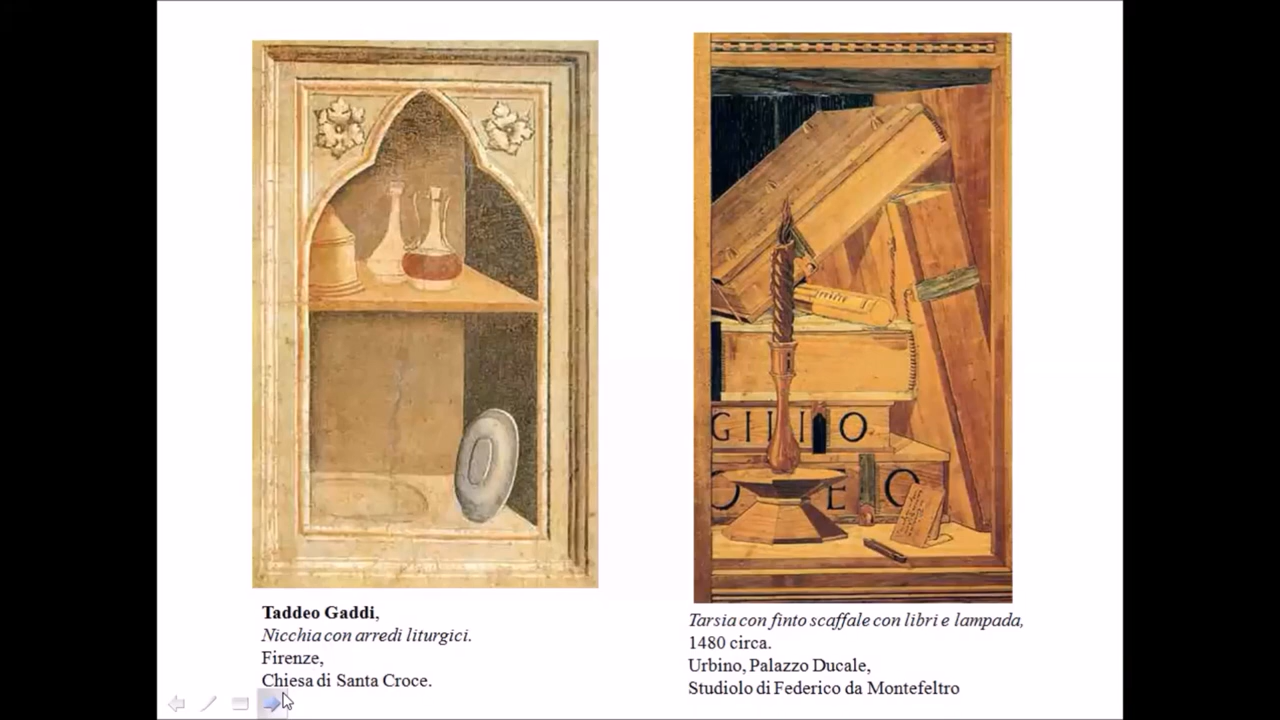 Taddeo Gaddi,
Nicchia con arredi liturgici.
Firenze,
Chiesa di Santa Croce.
GILIO
O E O
Tarsia con finto scaffale con libri e lampada,
1480 circa.
Urbino, Palazzo Ducale,
Studiolo di Federico da Montefeltro